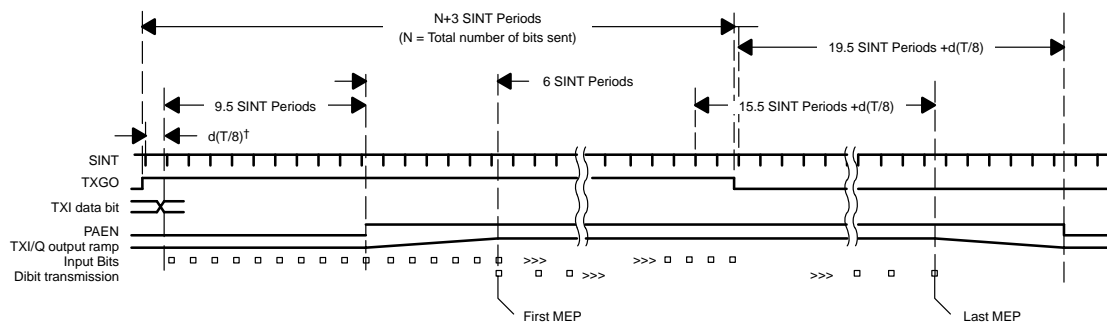 N+3 SINT Periods
(N = Total number of bits sent)
19.5 SINT Periods +d(T/8)
6 SINT Periods
9.5 SINT Periods
15.5 SINT Periods +d(T/8)
d(T/8)†
SINT
TXGO
TXI data bit
PAEN
TXI/Q output ramp
Input Bits
>>>
>>>
Dibit transmission
>>>
>>>
First MEP
Last MEP